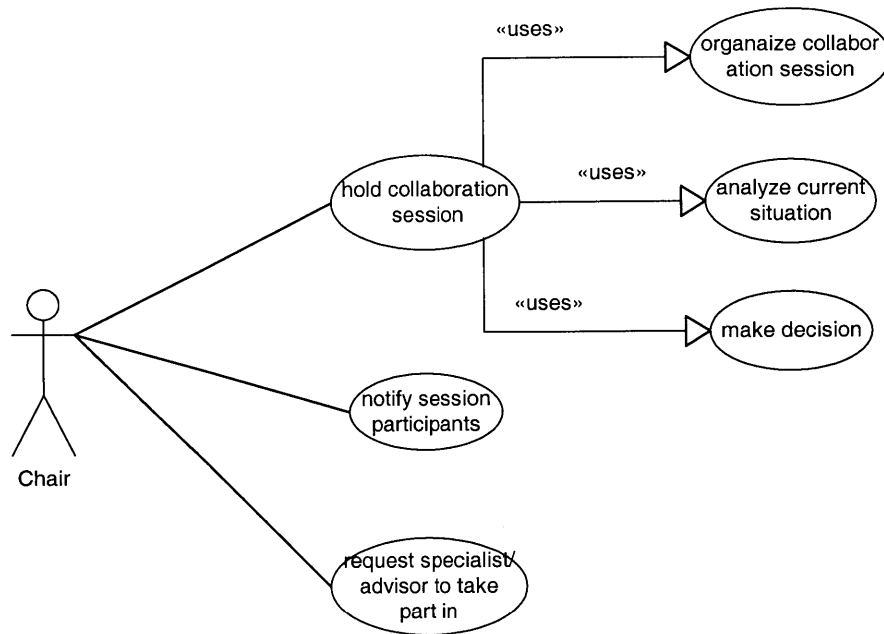 «uses»
organaize collabor
ation session
hold collaboration
session
«uses»
analyze current
situation
«uses»
make decision
notify session
participants
Chair
request specialist/
advisor to take
part in